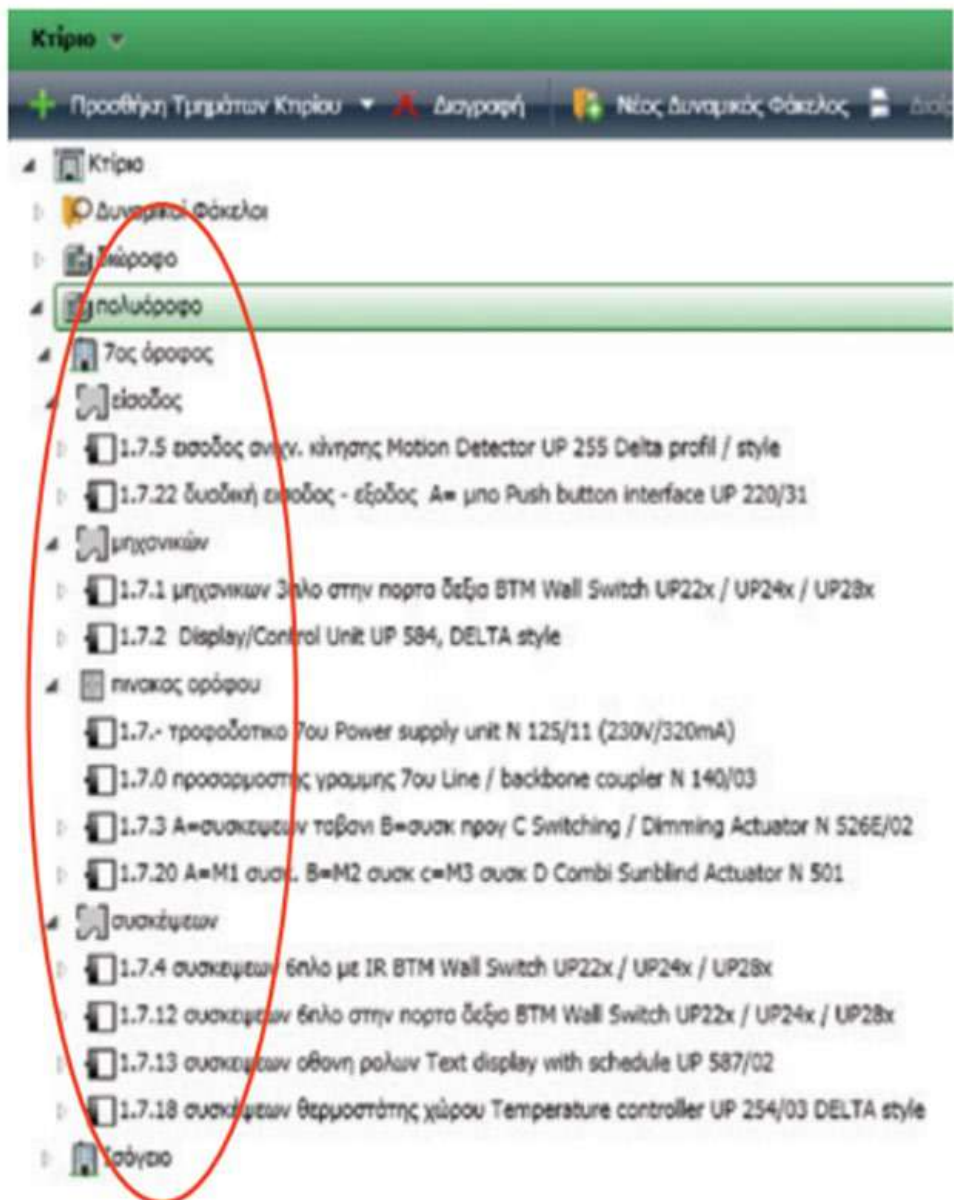 Κτίριο
Προσθήκη Τμημάτων Κτηρίου Διαγραφή Νέος Δυναμικός Φάκελος
Κτίριο
Δυναμικοί Φάκελοι
διώροφο
πολυόροφο
7ος όροφος
είσοδος
1.7.5 εισοδος ανιχν. κίνησης Motion Detector UP 255 Delta profil / style
1.7.22 δυαδική εισοδος - εξοδος A= μπο Push button interface UP 220/31
μηχανικών
1.7.1 μηχανικων 3πλο στην πορτα δεξια BTM Wall Switch UP22x / UP24x / UP28x
1.7.2 Display/Control Unit UP 584, DELTA style
πινακας ορόφου
1.7.- τροφοδοτικο 7ου Power supply unit N 125/11 (230V/320mA)
1.7.0 προσαρμοστης γραμμης 7ου Line / backbone coupler N 140/03
1.7.3 A=συσκεψεων ταβανι B=συσκ προγ C Switching / Dimming Actuator N 526E/02
1.7.20 A=M1 συσκ. B=M2 συσκ c=M3 συσκ D Combi Sunblind Actuator N 501
συσκέψεων
1.7.4 συσκεψεων 6πλο με IR BTM Wall Switch UP22x / UP24x / UP28x
1.7.12 συσκεψεων 6πλο στην πορτα δεξια BTM Wall Switch UP22x / UP24x / UP28x
1.7.13 συσκεψεων οθονη ρολων Text display with schedule UP 587/02
1.7.18 συσκέψεων θερμοστάτης χώρου Temperature controller UP 254/03 DELTA style
Ισόγειο